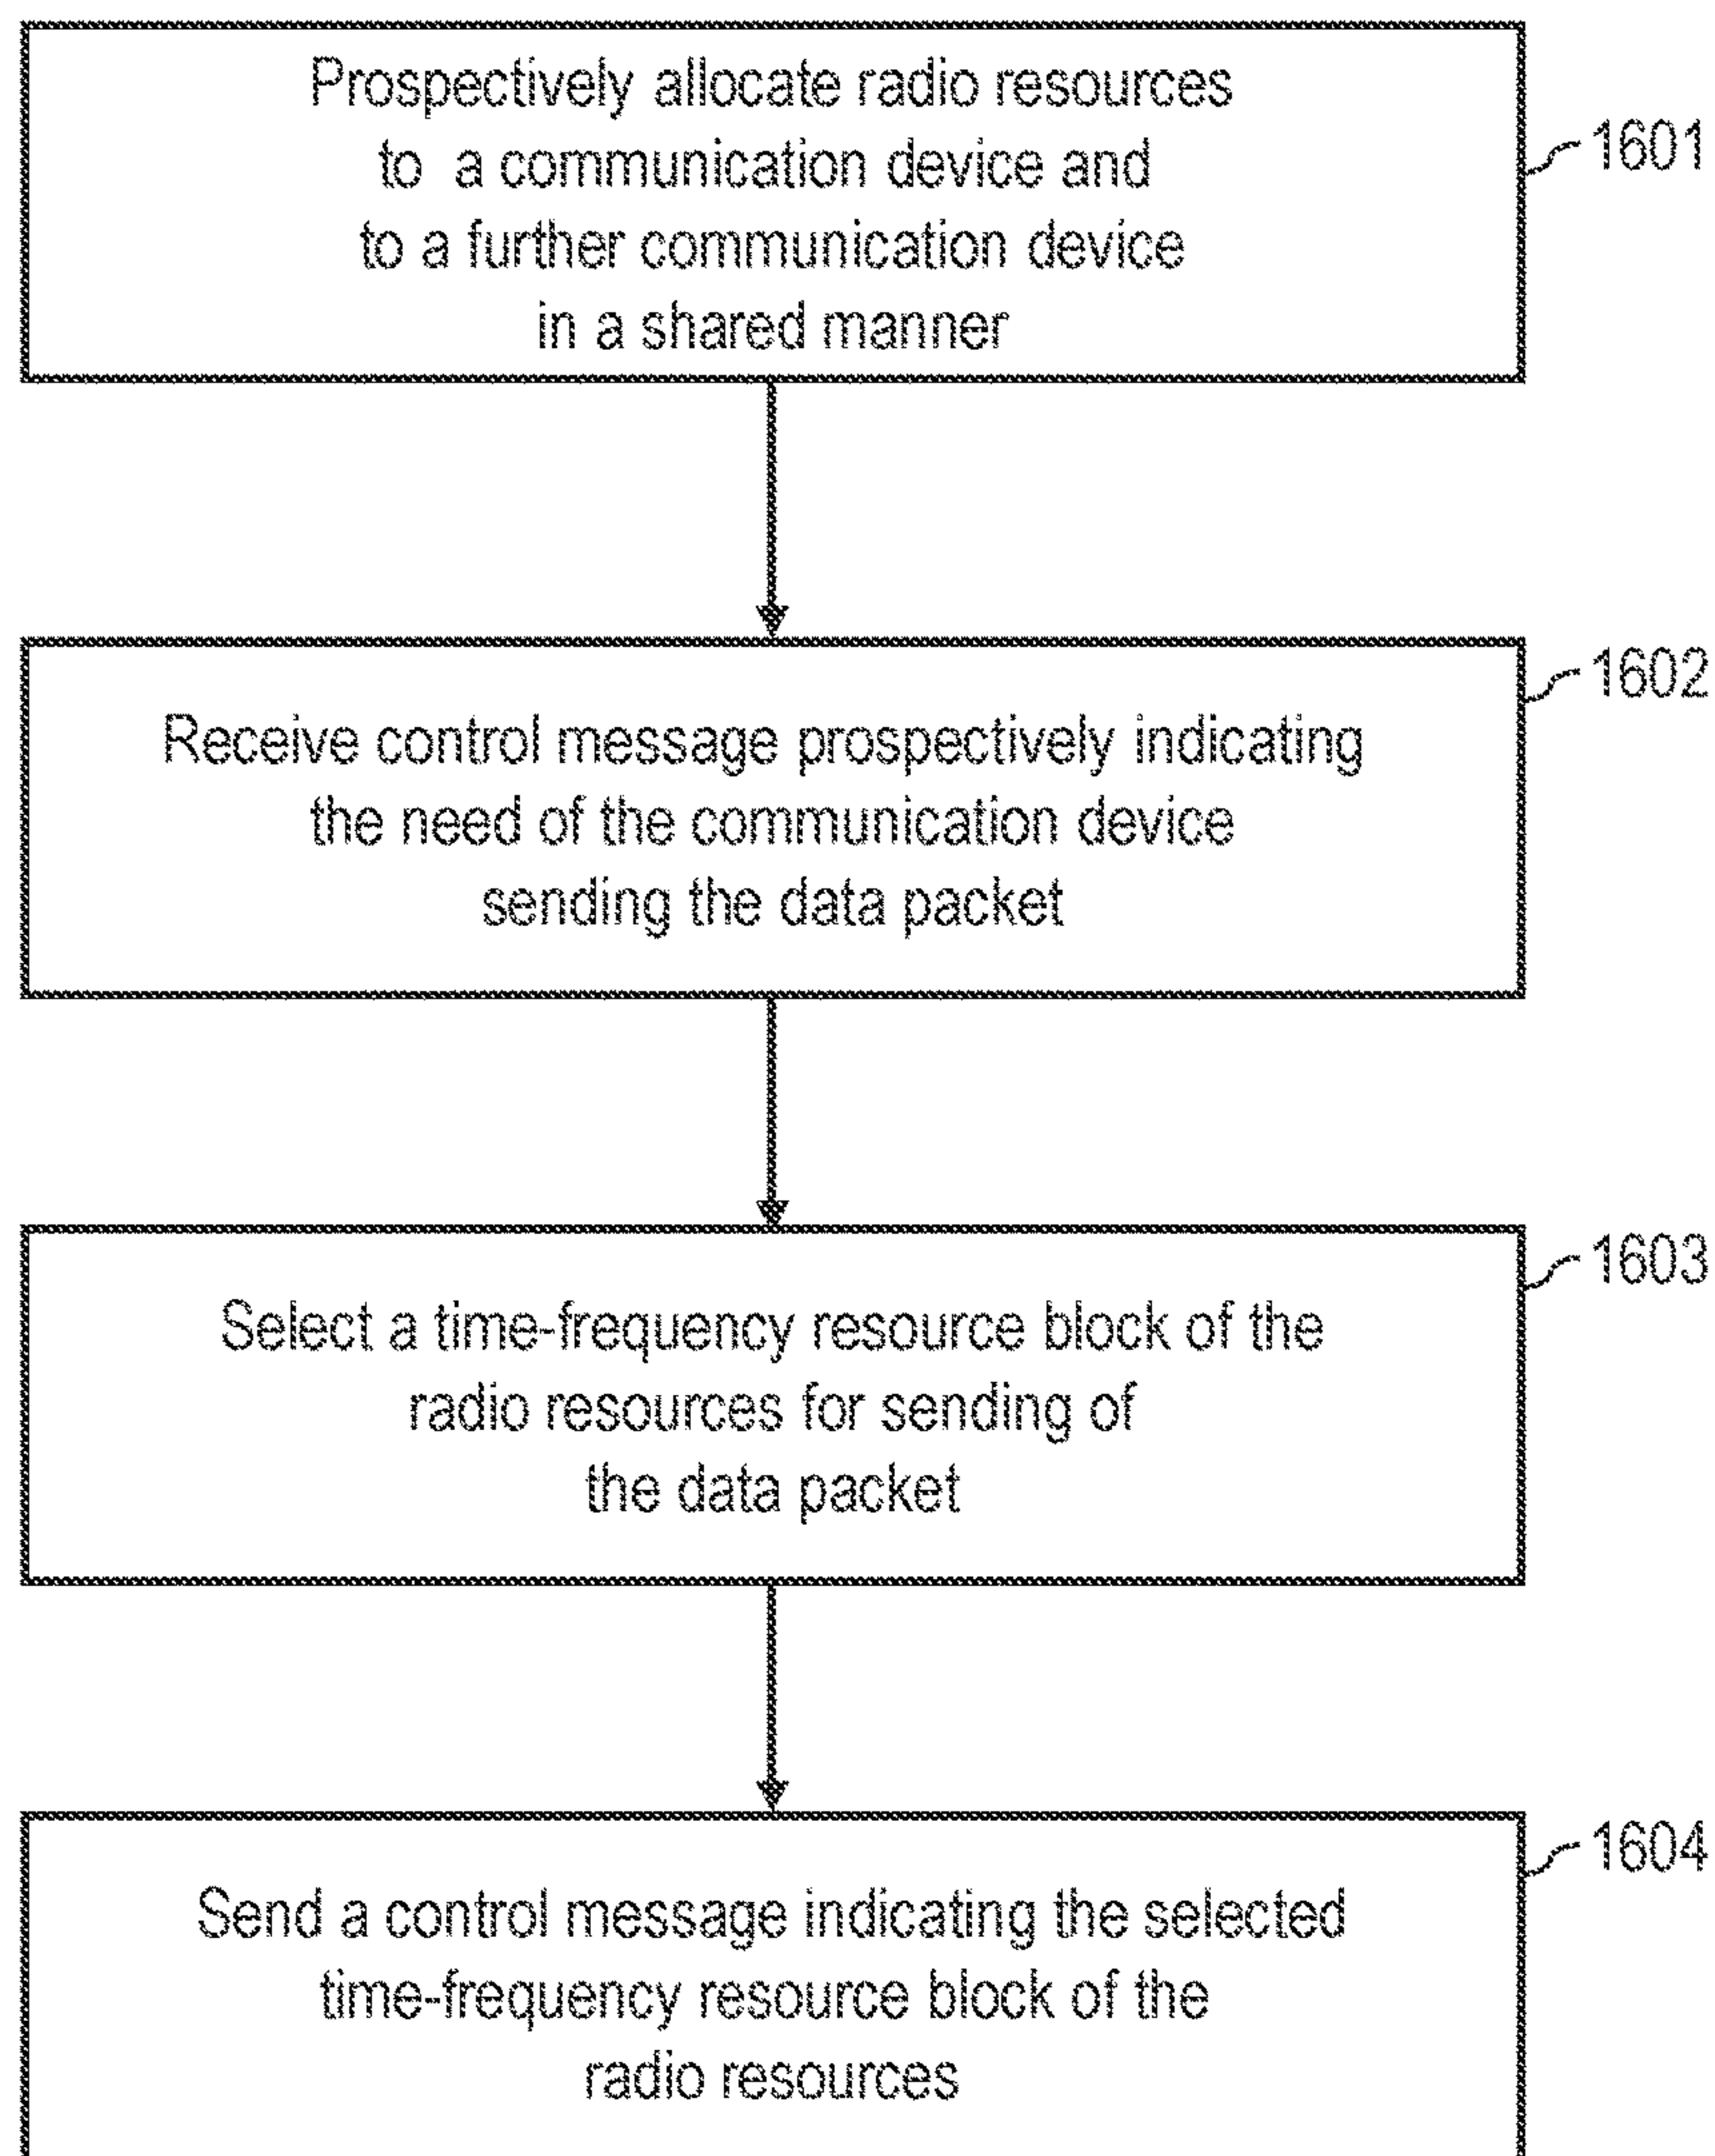 Prospectively allocate radio resources
to a communication device and
to a further communication device
in a shared manner
1601
1602
Receive control message prospectively indicating
the need of the communication device
sending the data packet
1603
Select a time-frequency resource block of the
radio resources for sending of
the data packet
1604
Send a control message indicating the selected
time-frequency resource block of the
radio resources